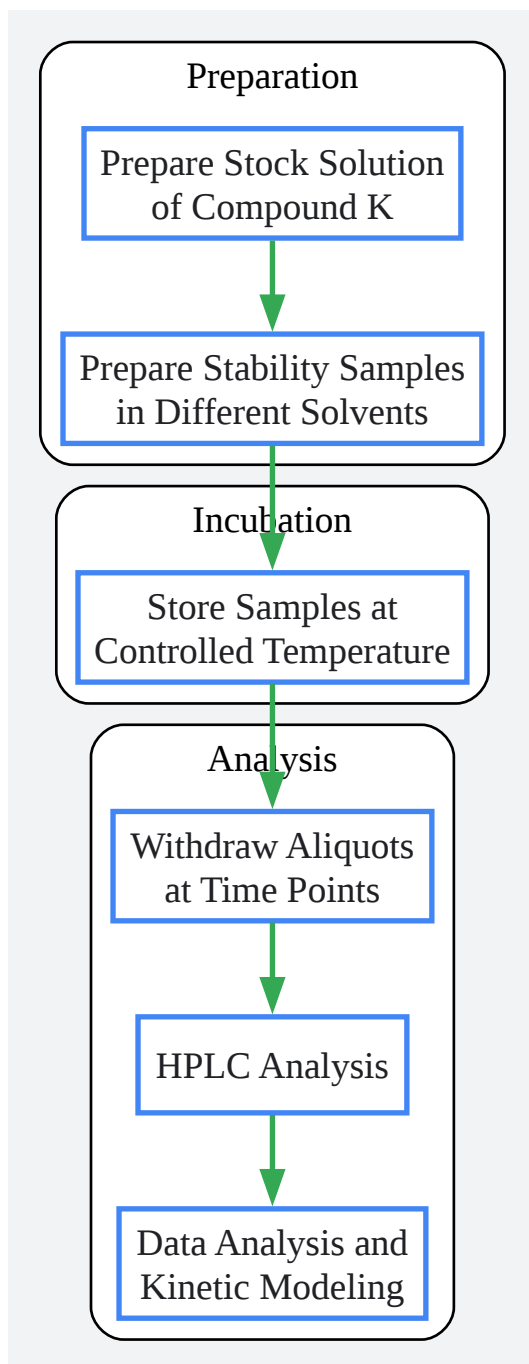 Preparation
Prepare Stock Solution
of Compound K
Prepare Stability Samples
in Different Solvents
Incubation
Store Samples at
Controlled Temperature
Analysis
Withdraw Aliquots
at Time Points
HPLC Analysis
Data Analysis and
Kinetic Modeling